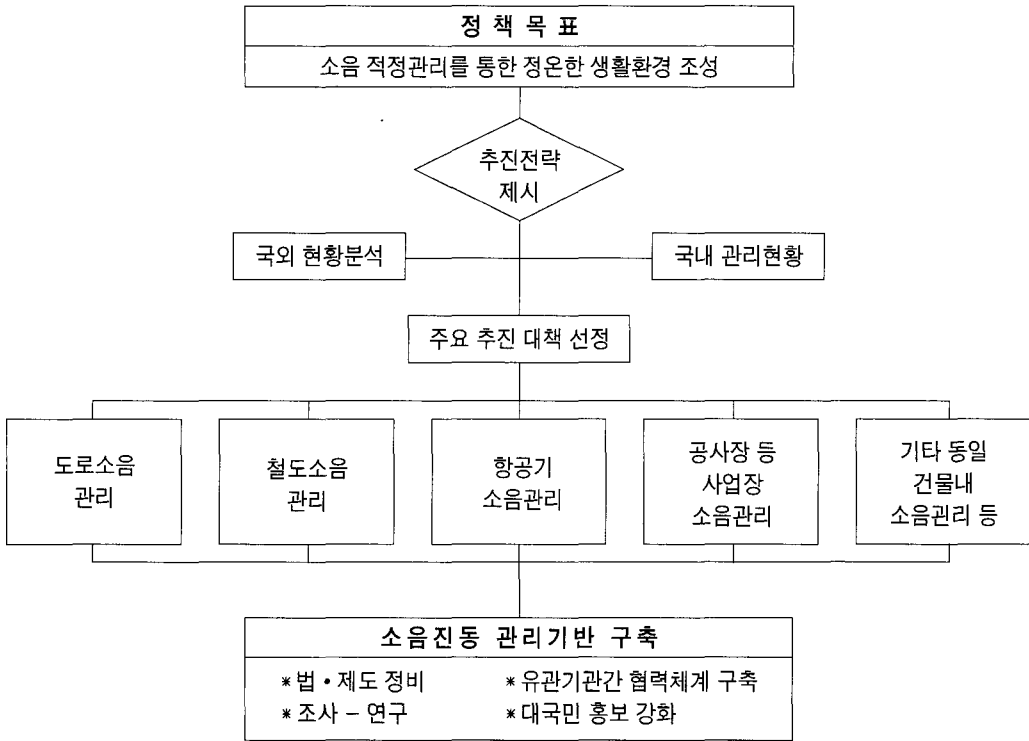 정 책 목 표
소음 적정관리를 통한 정온한 생활환경 조성
추진전략
제시
국외 현황분석
국내 관리현황
주요 추진 대책 선정
도로소음
관리
철도소음
관리
항공기
소음관리
공사장 등
사업장
소음관리
기타 동일
건물내
소음관리 등
소음진동 관리기반 구축
* 법 • 제도 정비
* 유관기관간 협력체계 구축
* 조사 – 연구
* 대국민 홍보 강화